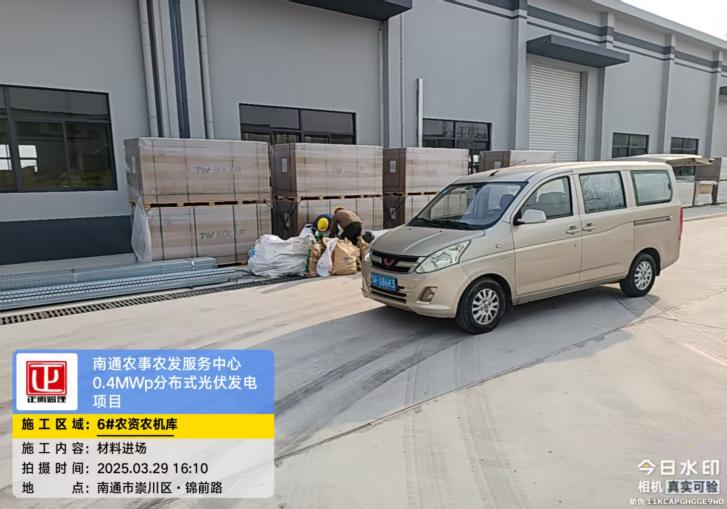 TW SOLAR
TW SOLAR
南通农事农发服务中心
0.4MWp分布式光伏发电
项目
正衡管理
施工区域：6#农资农机库
施工内容：材料进场
拍摄时间：2025.03.29 16:10
地点：南通市崇川区·锦前路
今日水印
相机 真实可验
防伪 11KCAPGHGGE9WD